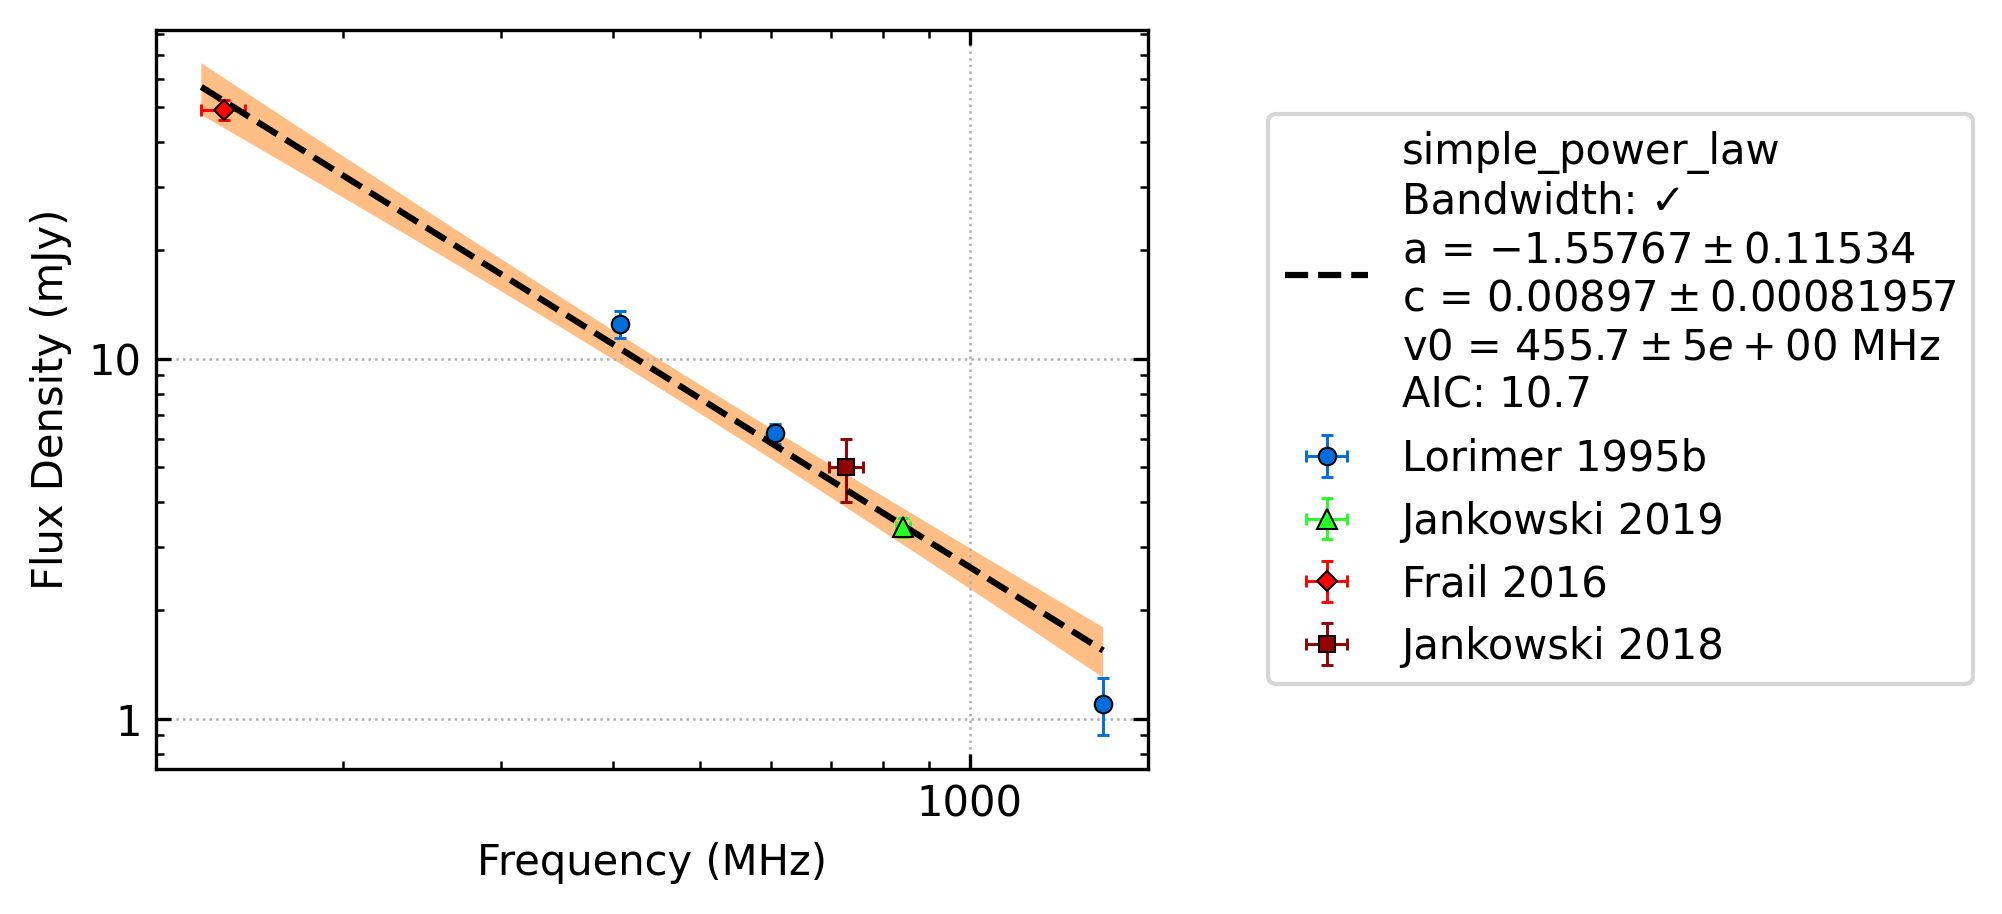 Flux Density (mJy)
10
1
1000
Frequency (MHz)
simple_power_law
Bandwidth: ✓
a = −1.55767 ± 0.11534
c = 0.00897 ± 0.00081957
v0 = 455.7 ± 5e + 00 MHz
AIC: 10.7
Lorimer 1995b
Jankowski 2019
Frail 2016
Jankowski 2018